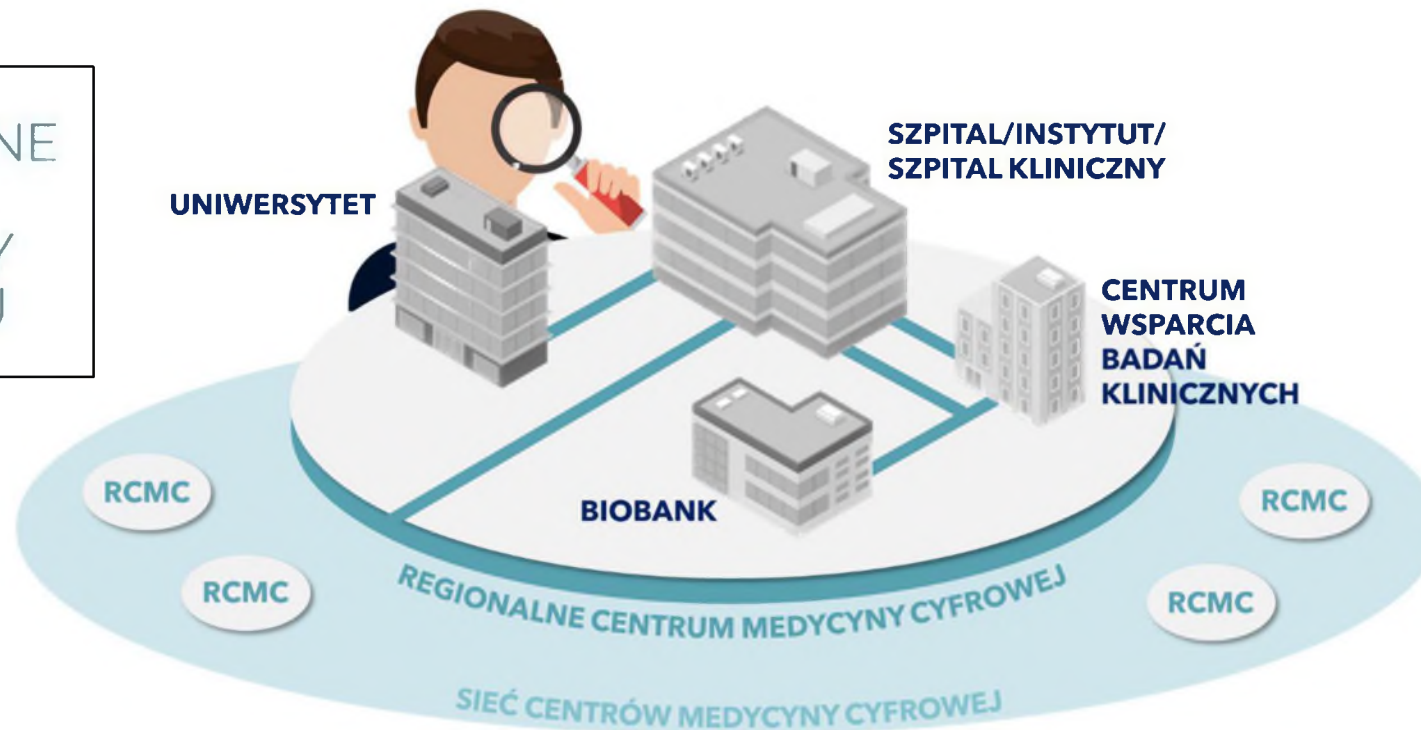 NE
Y
UNIWERSYTET
SZPITAL/INSTYTUT/
SZPITAL KLINICZNY
CENTRUM
WSPARCIA
BADAŃ
KLINICZNYCH
BIOBANK
RCMC
RCMC
RCMC
RCMC
REGIONALNE CENTRUM MEDYCYNY CYFROWEJ
SIEĆ CENTRÓW MEDYCYNY CYFROWEJ